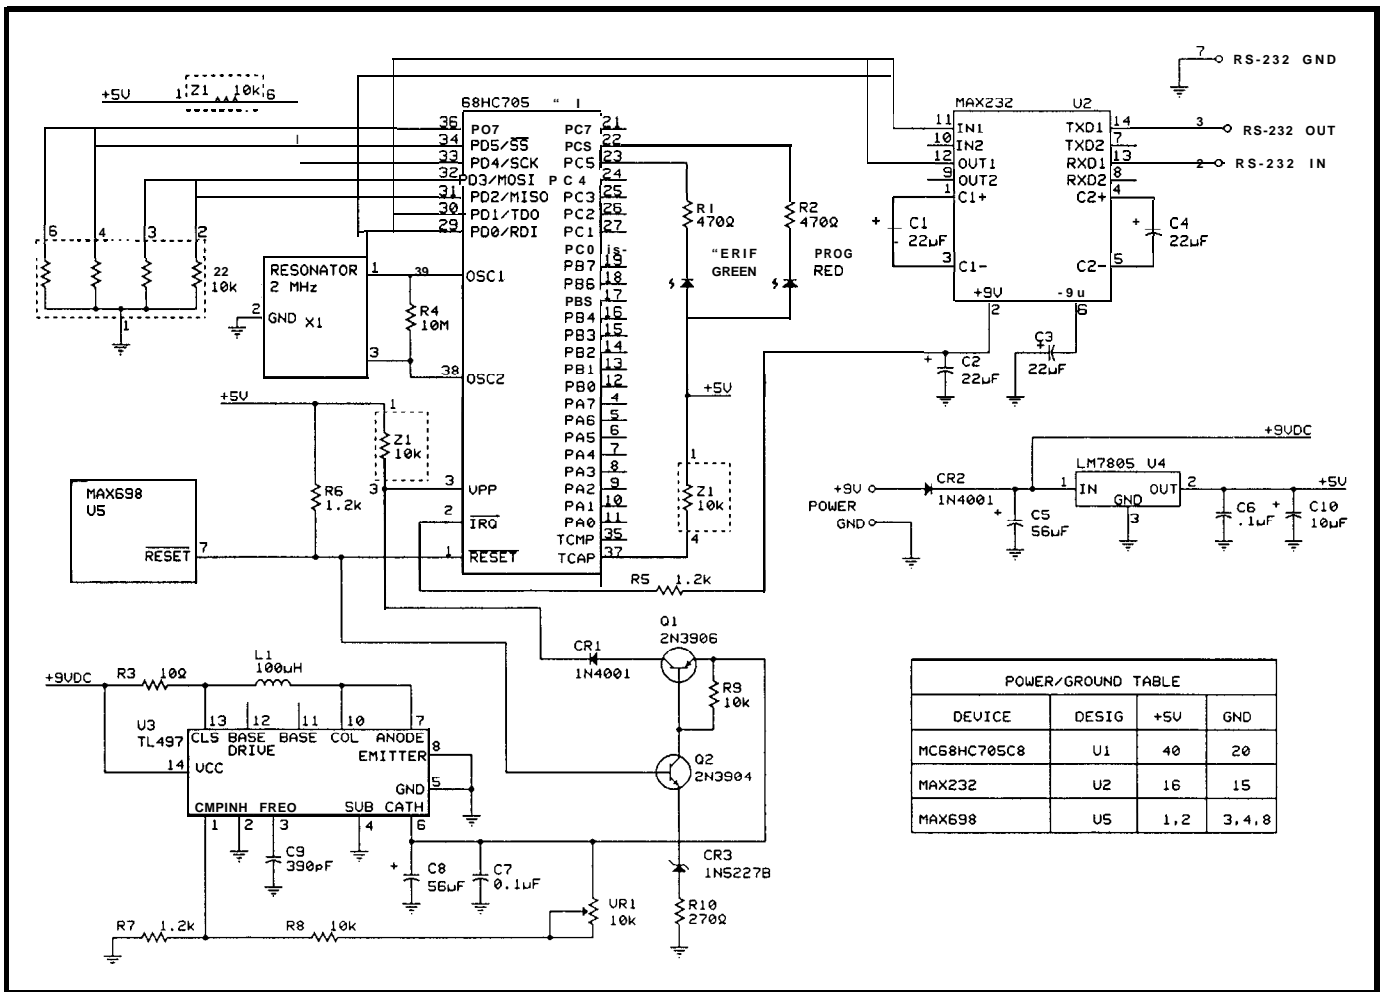 +5V 1 Z1 10k 6
7 RS-232 GND
68HC705 " I
MAX232 U2
36 PO7
34 PD5/SS
33 PD4/SCK
32 PD3/MOSI
31 PD2/MISO
30 PD1/TDO
29 PD0/RDI
PC7 21
PCS 22
PC5 23
PC4 24
PC3 25
PC2 26
PC1 27
PC0 is-
PB7 19
PB6 18
PBS 17
PB4 16
PB3 15
PB2 14
PB1 13
PB0 12
PA7 4
PA6 5
PA5 6
PA4 7
PA3 8
PA2 9
PA1 10
PA0 11
TCMP 35
TCAP 37
39 OSC1
38 OSC2
3 VPP
2 IRQ
1 RESET
11 IN1
10 IN2
12 OUT1
9 OUT2
1 C1+
3 C1-
TXD1 14
TXD2 7
RXD1 13
RXD2 8
4 C2+
C2- 5
+9V 2
-9u 6
3 RS-232 OUT
2 RS-232 IN
+ C1 22µF -
+ C4 22µF
+ C2 22µF
C3 + 22µF
6 4 3 2
22
10k
1
RESONATOR
2 MHz
2 GND X1
1
3
R4
10M
R1
470Ω
R2
470Ω
"ERIF
GREEN
PROG
RED
+5V
1
Z1
10k
4
+5V
1
Z1
10k
3
R6
1.2k
MAX698
U5
RESET 7
R5 1.2k
+9VDC
+9V
POWER
GND
CR2
1N4001
+ C5
56µF
LM7805 U4
1 IN OUT 2
GND
3
+5V
C6
.1µF
+ C10
10µF
Q1
2N3906
CR1
1N4001
R9
10k
Q2
2N3904
CR3
1N5227B
R10
270Ω
+9VDC
R3 10Ω
L1
100µH
U3
TL497
13 12 11 10 7
CLS BASE BASE COL ANODE
DRIVE
EMITTER 8
14 VCC
GND 5
CMPINH FREO SUB CATH
1 2 3 4 6
C9
390pF
+ C8
56µF
C7
0.1µF
VR1
10k
R7 1.2k
R8 10k
POWER/GROUND TABLE
DEVICE DESIG +5V GND
MC68HC705C8 U1 40 20
MAX232 U2 16 15
MAX698 U5 1,2 3,4,8